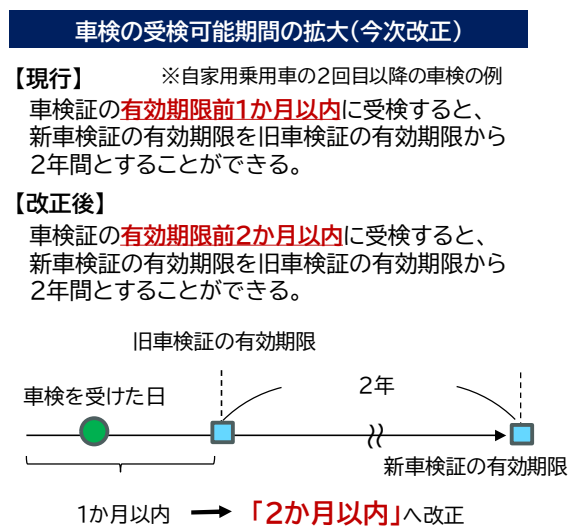 車検の受検可能期間の拡大(今次改正)
【現行】 ※自家用乗用車の2回目以降の車検の例
車検証の有効期限前1か月以内に受検すると、
新車検証の有効期限を旧車検証の有効期限から
2年間とすることができる。
【改正後】
車検証の有効期限前2か月以内に受検すると、
新車検証の有効期限を旧車検証の有効期限から
2年間とすることができる。
旧車検証の有効期限
車検を受けた日
2年
新車検証の有効期限
1か月以内 → 「2か月以内」へ改正